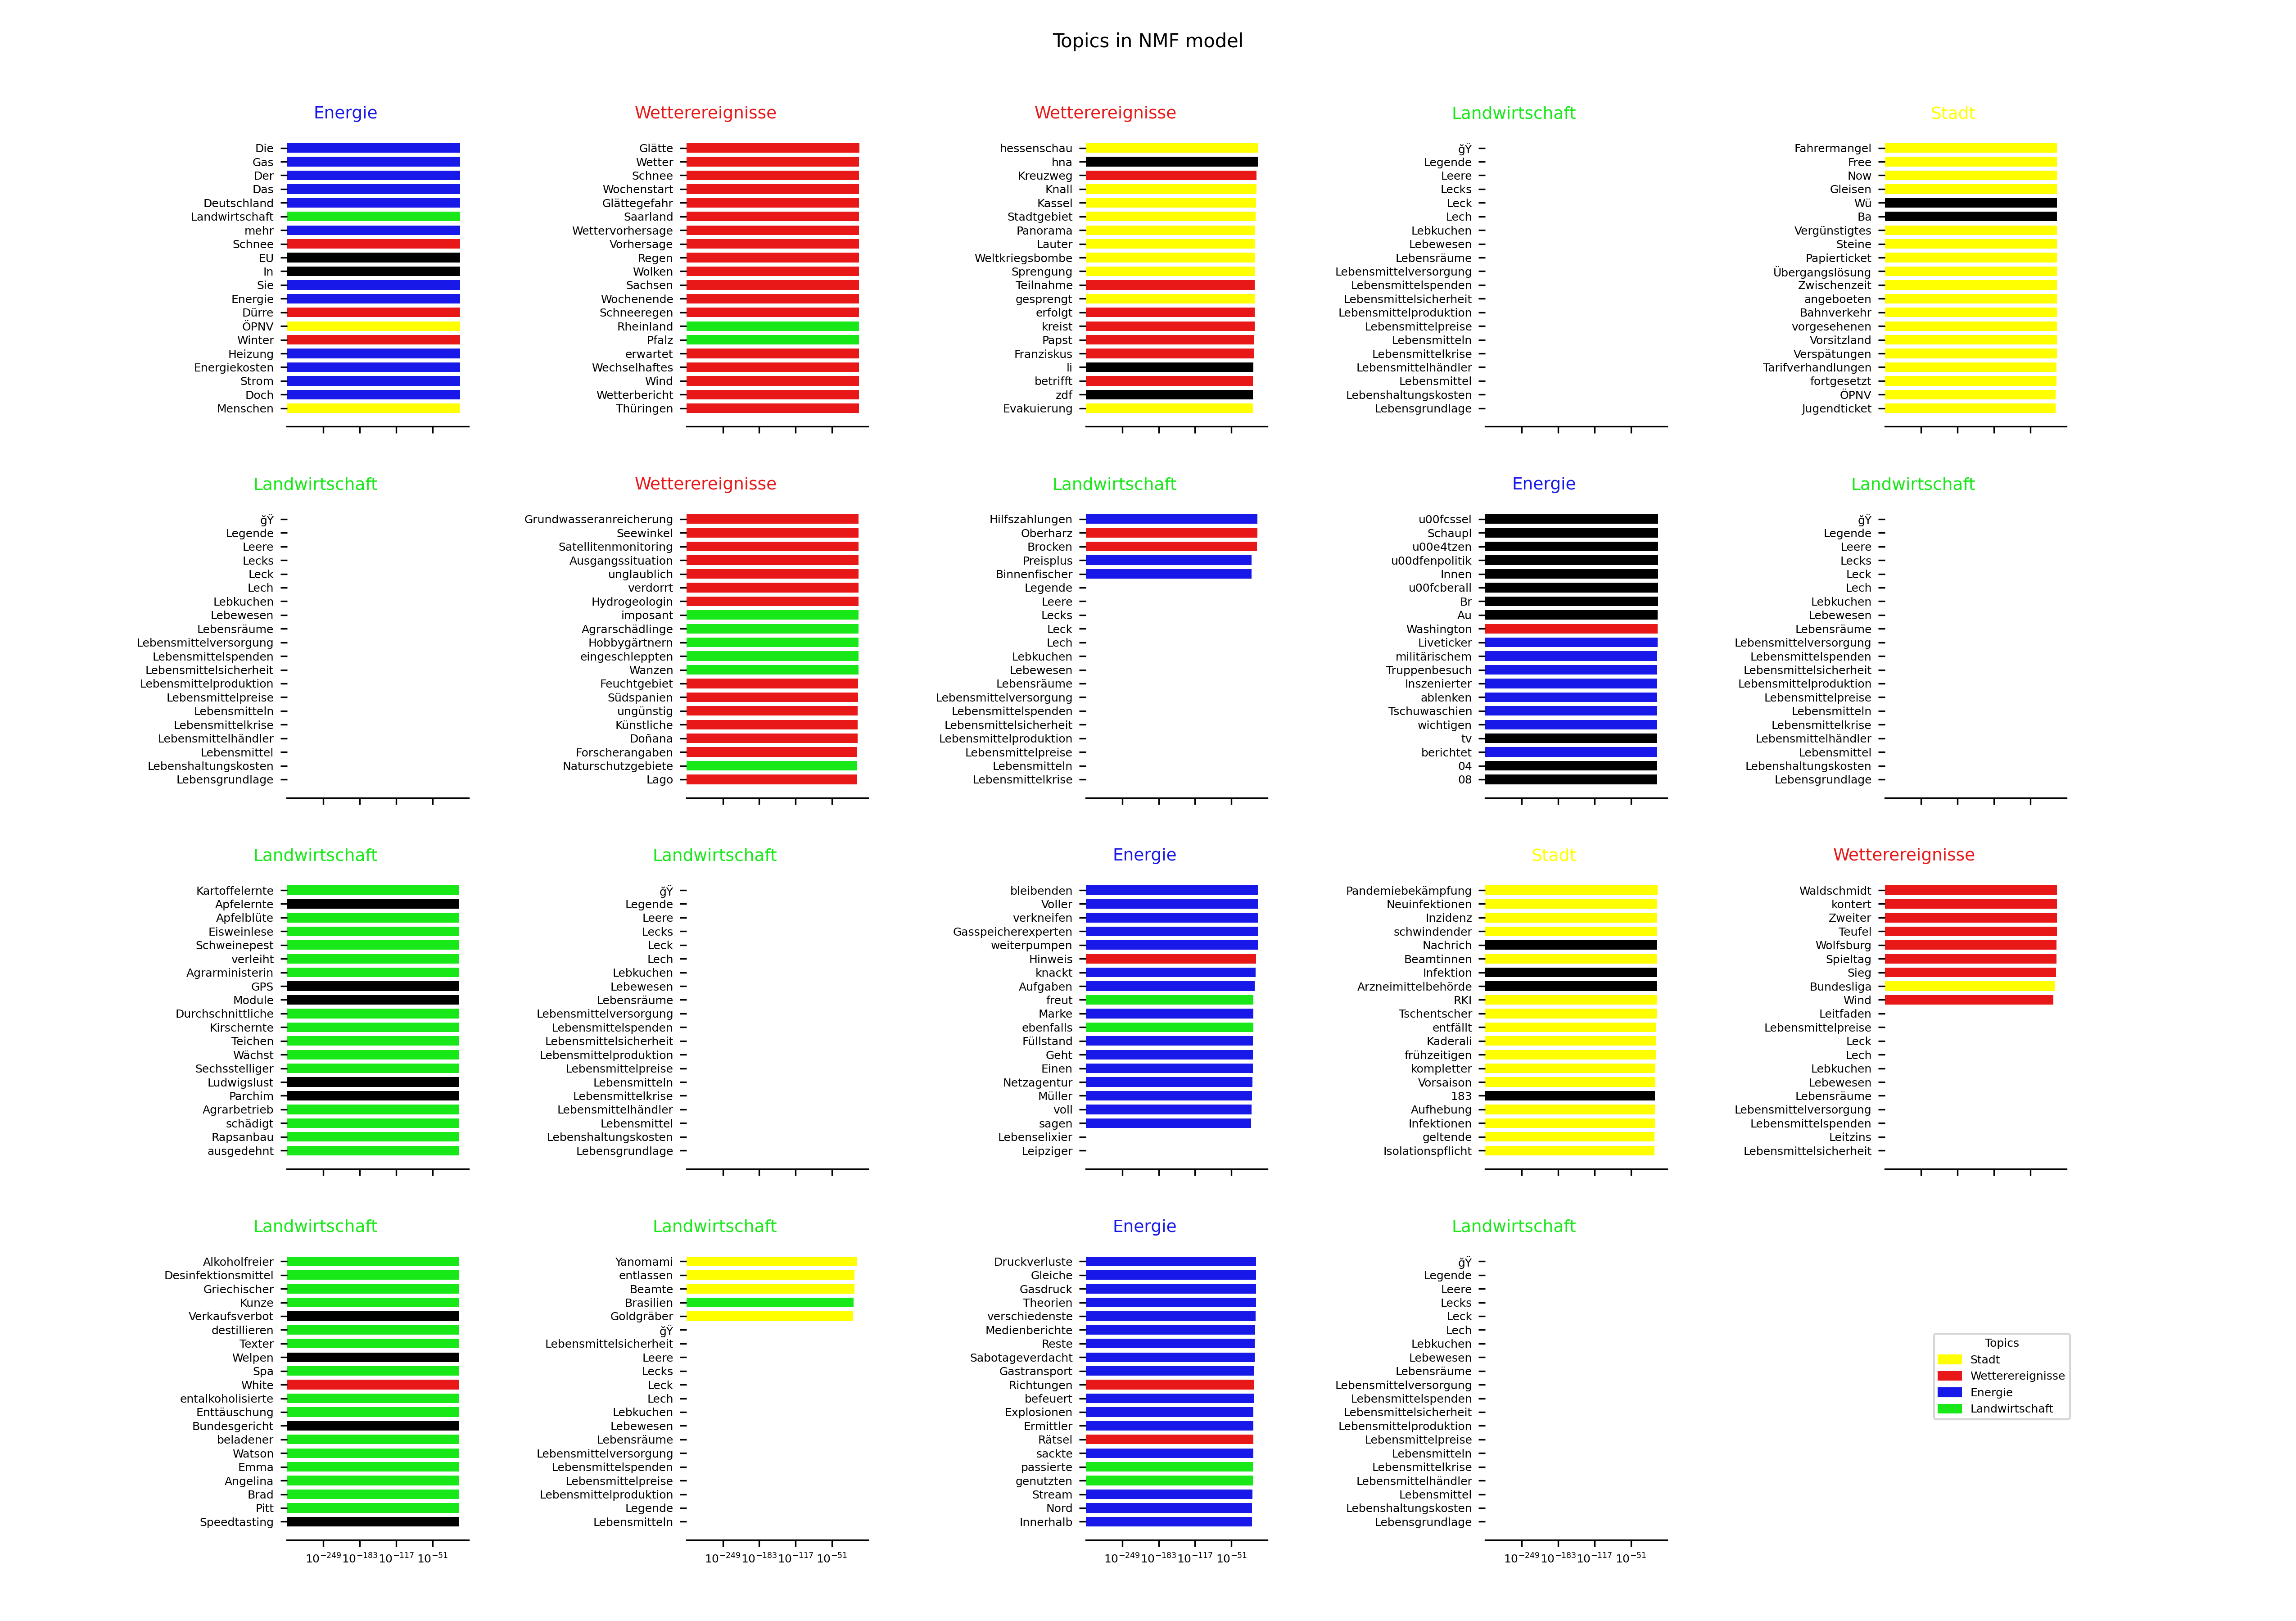 Topics in NMF model
Energie
Die
Gas
Der
Das
Deutschland
Landwirtschaft
mehr
Schnee
EU
In
Sie
Energie
Dürre
ÖPNV
Winter
Heizung
Energiekosten
Strom
Doch
Menschen
Wetterereignisse
Glätte
Wetter
Schnee
Wochenstart
Glättegefahr
Saarland
Wettervorhersage
Vorhersage
Regen
Wolken
Sachsen
Wochenende
Schneeregen
Rheinland
Pfalz
erwartet
Wechselhaftes
Wind
Wetterbericht
Thüringen
Wetterereignisse
hessenschau
hna
Kreuzweg
Knall
Kassel
Stadtgebiet
Panorama
Lauter
Weltkriegsbombe
Sprengung
Teilnahme
gesprengt
erfolgt
kreist
Papst
Franziskus
li
betrifft
zdf
Evakuierung
Landwirtschaft
ğŸ
Legende
Leere
Lecks
Leck
Lech
Lebkuchen
Lebewesen
Lebensräume
Lebensmittelversorgung
Lebensmittelspenden
Lebensmittelsicherheit
Lebensmittelproduktion
Lebensmittelpreise
Lebensmitteln
Lebensmittelkrise
Lebensmittelhändler
Lebensmittel
Lebenshaltungskosten
Lebensgrundlage
Stadt
Fahrermangel
Free
Now
Gleisen
Wü
Ba
Vergünstigtes
Steine
Papierticket
Übergangslösung
Zwischenzeit
angeboeten
Bahnverkehr
vorgesehenen
Vorsitzland
Verspätungen
Tarifverhandlungen
fortgesetzt
ÖPNV
Jugendticket
Landwirtschaft
ğŸ
Legende
Leere
Lecks
Leck
Lech
Lebkuchen
Lebewesen
Lebensräume
Lebensmittelversorgung
Lebensmittelspenden
Lebensmittelsicherheit
Lebensmittelproduktion
Lebensmittelpreise
Lebensmitteln
Lebensmittelkrise
Lebensmittelhändler
Lebensmittel
Lebenshaltungskosten
Lebensgrundlage
Wetterereignisse
Grundwasseranreicherung
Seewinkel
Satellitenmonitoring
Ausgangssituation
unglaublich
verdorrt
Hydrogeologin
imposant
Agrarschädlinge
Hobbygärtnern
eingeschleppten
Wanzen
Feuchtgebiet
Südspanien
ungünstig
Künstliche
Doñana
Forscherangaben
Naturschutzgebiete
Lago
Landwirtschaft
Hilfszahlungen
Oberharz
Brocken
Preisplus
Binnenfischer
Legende
Leere
Lecks
Leck
Lech
Lebkuchen
Lebewesen
Lebensräume
Lebensmittelversorgung
Lebensmittelspenden
Lebensmittelsicherheit
Lebensmittelproduktion
Lebensmittelpreise
Lebensmitteln
Lebensmittelkrise
Energie
u00fcssel
Schaupl
u00e4tzen
u00dfenpolitik
Innen
u00fcberall
Br
Au
Washington
Liveticker
militärischem
Truppenbesuch
Inszenierter
ablenken
Tschuwaschien
wichtigen
tv
berichtet
04
08
Landwirtschaft
ğŸ
Legende
Leere
Lecks
Leck
Lech
Lebkuchen
Lebewesen
Lebensräume
Lebensmittelversorgung
Lebensmittelspenden
Lebensmittelsicherheit
Lebensmittelproduktion
Lebensmittelpreise
Lebensmitteln
Lebensmittelkrise
Lebensmittelhändler
Lebensmittel
Lebenshaltungskosten
Lebensgrundlage
Landwirtschaft
Kartoffelernte
Apfelernte
Apfelblüte
Eisweinlese
Schweinepest
verleiht
Agrarministerin
GPS
Module
Durchschnittliche
Kirschernte
Teichen
Wächst
Sechsstelliger
Ludwigslust
Parchim
Agrarbetrieb
schädigt
Rapsanbau
ausgedehnt
Landwirtschaft
ğŸ
Legende
Leere
Lecks
Leck
Lech
Lebkuchen
Lebewesen
Lebensräume
Lebensmittelversorgung
Lebensmittelspenden
Lebensmittelsicherheit
Lebensmittelproduktion
Lebensmittelpreise
Lebensmitteln
Lebensmittelkrise
Lebensmittelhändler
Lebensmittel
Lebenshaltungskosten
Lebensgrundlage
Energie
bleibenden
Voller
verkneifen
Gasspeicherexperten
weiterpumpen
Hinweis
knackt
Aufgaben
freut
Marke
ebenfalls
Füllstand
Geht
Einen
Netzagentur
Müller
voll
sagen
Lebenselixier
Leipziger
Stadt
Pandemiebekämpfung
Neuinfektionen
Inzidenz
schwindender
Nachrich
Beamtinnen
Infektion
Arzneimittelbehörde
RKI
Tschentscher
entfällt
Kaderali
frühzeitigen
kompletter
Vorsaison
183
Aufhebung
Infektionen
geltende
Isolationspflicht
Wetterereignisse
Waldschmidt
kontert
Zweiter
Teufel
Wolfsburg
Spieltag
Sieg
Bundesliga
Wind
Leitfaden
Lebensmittelpreise
Leck
Lech
Lebkuchen
Lebewesen
Lebensräume
Lebensmittelversorgung
Lebensmittelspenden
Leitzins
Lebensmittelsicherheit
Landwirtschaft
Alkoholfreier
Desinfektionsmittel
Griechischer
Kunze
Verkaufsverbot
destillieren
Texter
Welpen
Spa
White
entalkoholisierte
Enttäuschung
Bundesgericht
beladener
Watson
Emma
Angelina
Brad
Pitt
Speedtasting
10⁻²⁴⁹ 10⁻¹⁸³ 10⁻¹¹⁷ 10⁻⁵¹
Landwirtschaft
Yanomami
entlassen
Beamte
Brasilien
Goldgräber
ğŸ
Lebensmittelsicherheit
Leere
Lecks
Leck
Lech
Lebkuchen
Lebewesen
Lebensräume
Lebensmittelversorgung
Lebensmittelspenden
Lebensmittelpreise
Lebensmittelproduktion
Legende
Lebensmitteln
10⁻²⁴⁹ 10⁻¹⁸³ 10⁻¹¹⁷ 10⁻⁵¹
Energie
Druckverluste
Gleiche
Gasdruck
Theorien
verschiedenste
Medienberichte
Reste
Sabotageverdacht
Gastransport
Richtungen
befeuert
Explosionen
Ermittler
Rätsel
sackte
passierte
genutzten
Stream
Nord
Innerhalb
10⁻²⁴⁹ 10⁻¹⁸³ 10⁻¹¹⁷ 10⁻⁵¹
Landwirtschaft
ğŸ
Legende
Leere
Lecks
Leck
Lech
Lebkuchen
Lebewesen
Lebensräume
Lebensmittelversorgung
Lebensmittelspenden
Lebensmittelsicherheit
Lebensmittelproduktion
Lebensmittelpreise
Lebensmitteln
Lebensmittelkrise
Lebensmittelhändler
Lebensmittel
Lebenshaltungskosten
Lebensgrundlage
10⁻²⁴⁹ 10⁻¹⁸³ 10⁻¹¹⁷ 10⁻⁵¹
Topics
Stadt
Wetterereignisse
Energie
Landwirtschaft